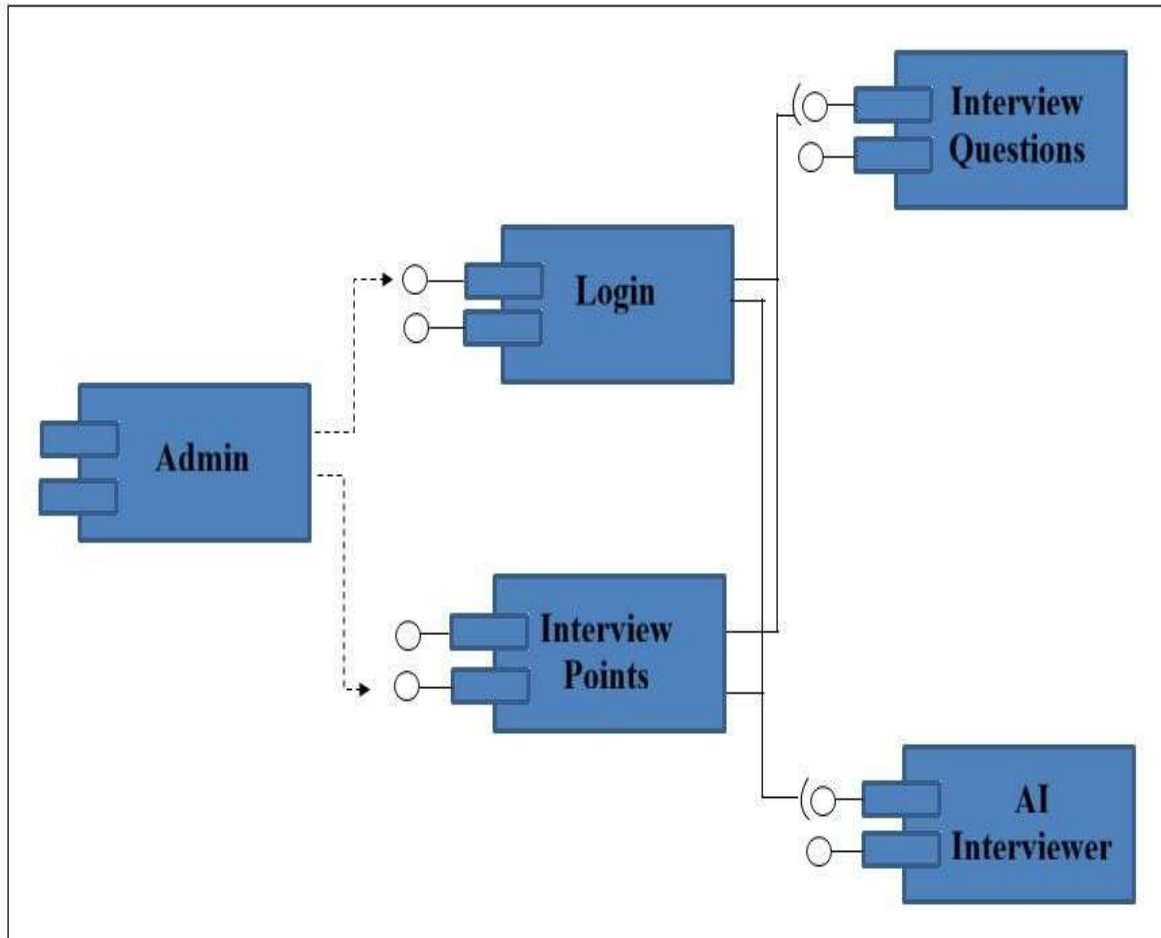 Interview
Questions
Login
Admin
Interview
Points
AI
Interviewer